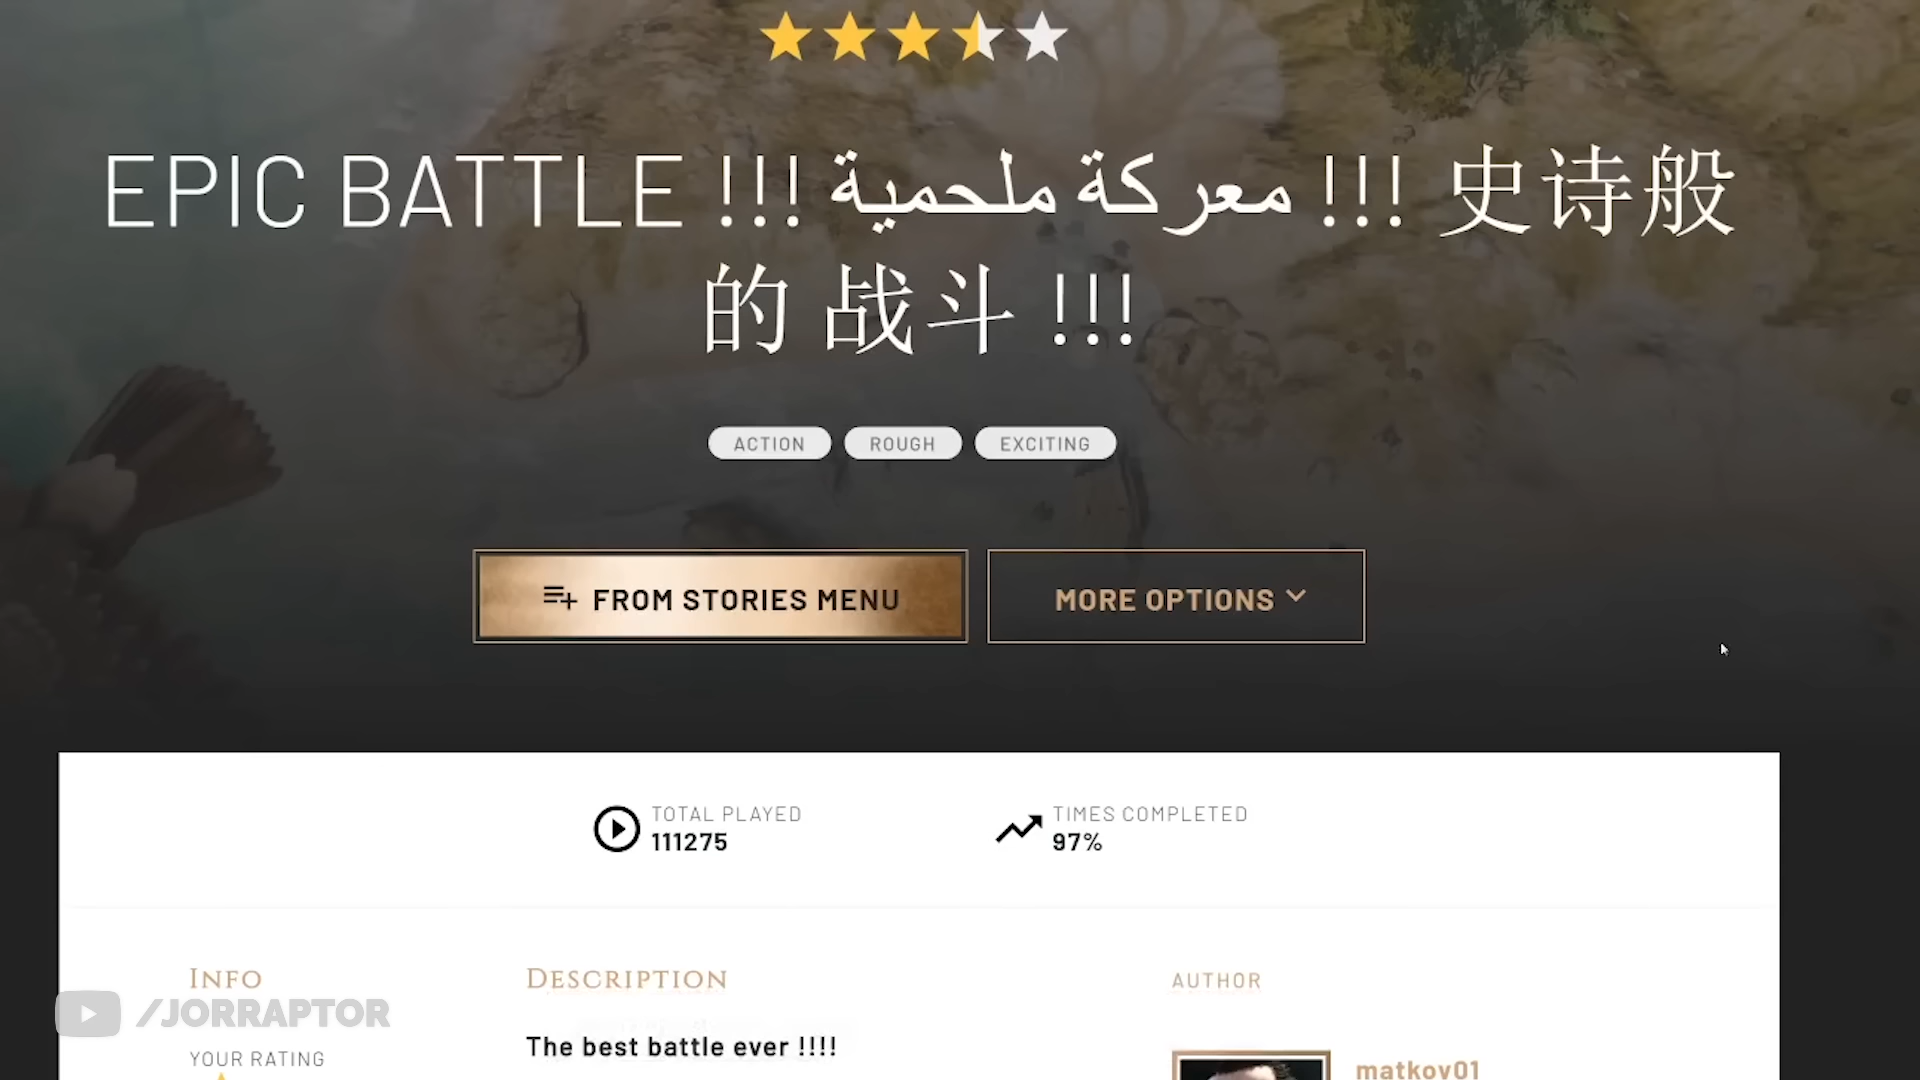 EPIC BATTLE !!! معركة ملحمية !!! 史诗般
的 战斗 !!!
ACTION ROUGH EXCITING
FROM STORIES MENU MORE OPTIONS
TOTAL PLAYED TIMES COMPLETED
111275 97%
INFO DESCRIPTION AUTHOR
/JORRAPTOR
The best battle ever !!!!
YOUR RATING
matkov01